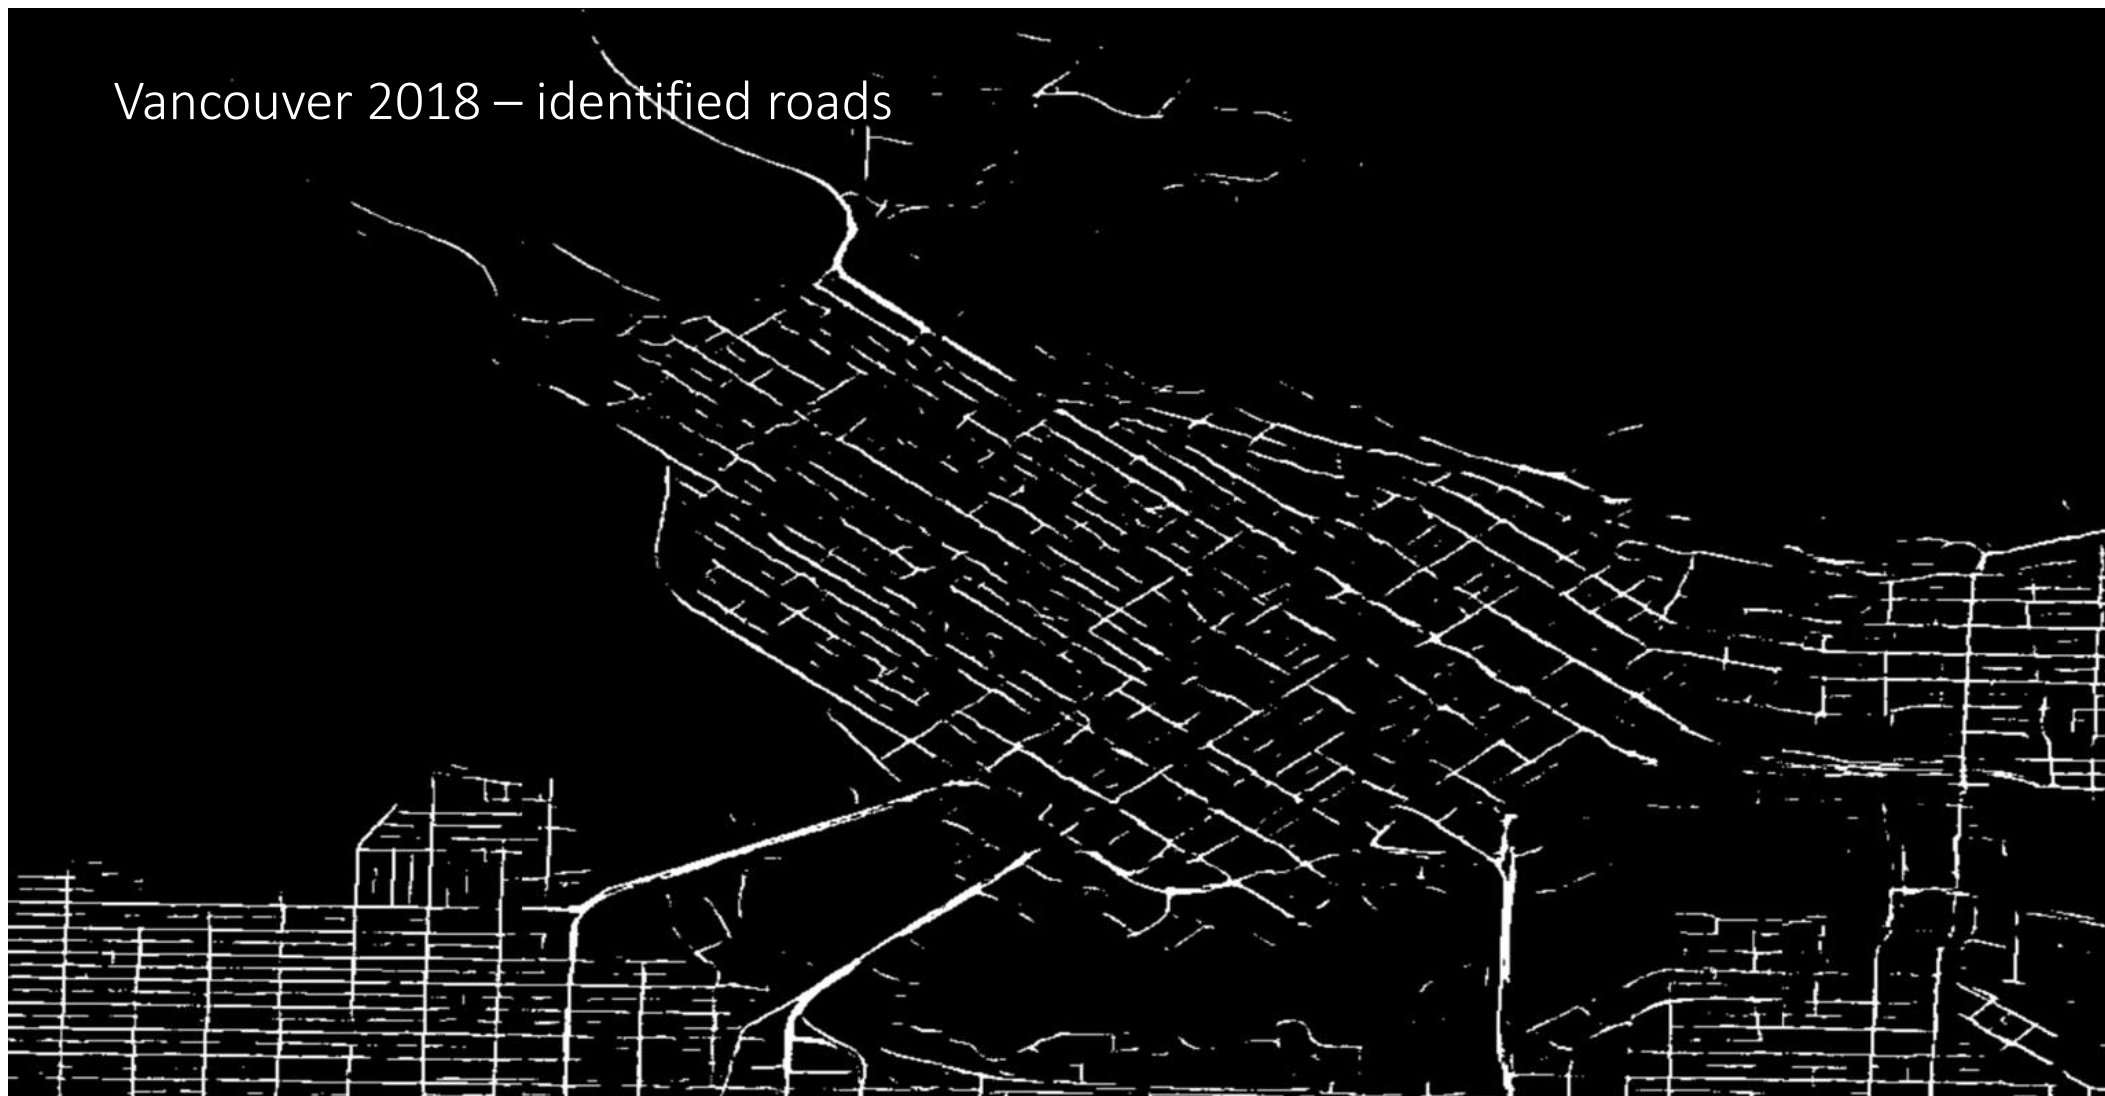 Vancouver 2018 – identified roads